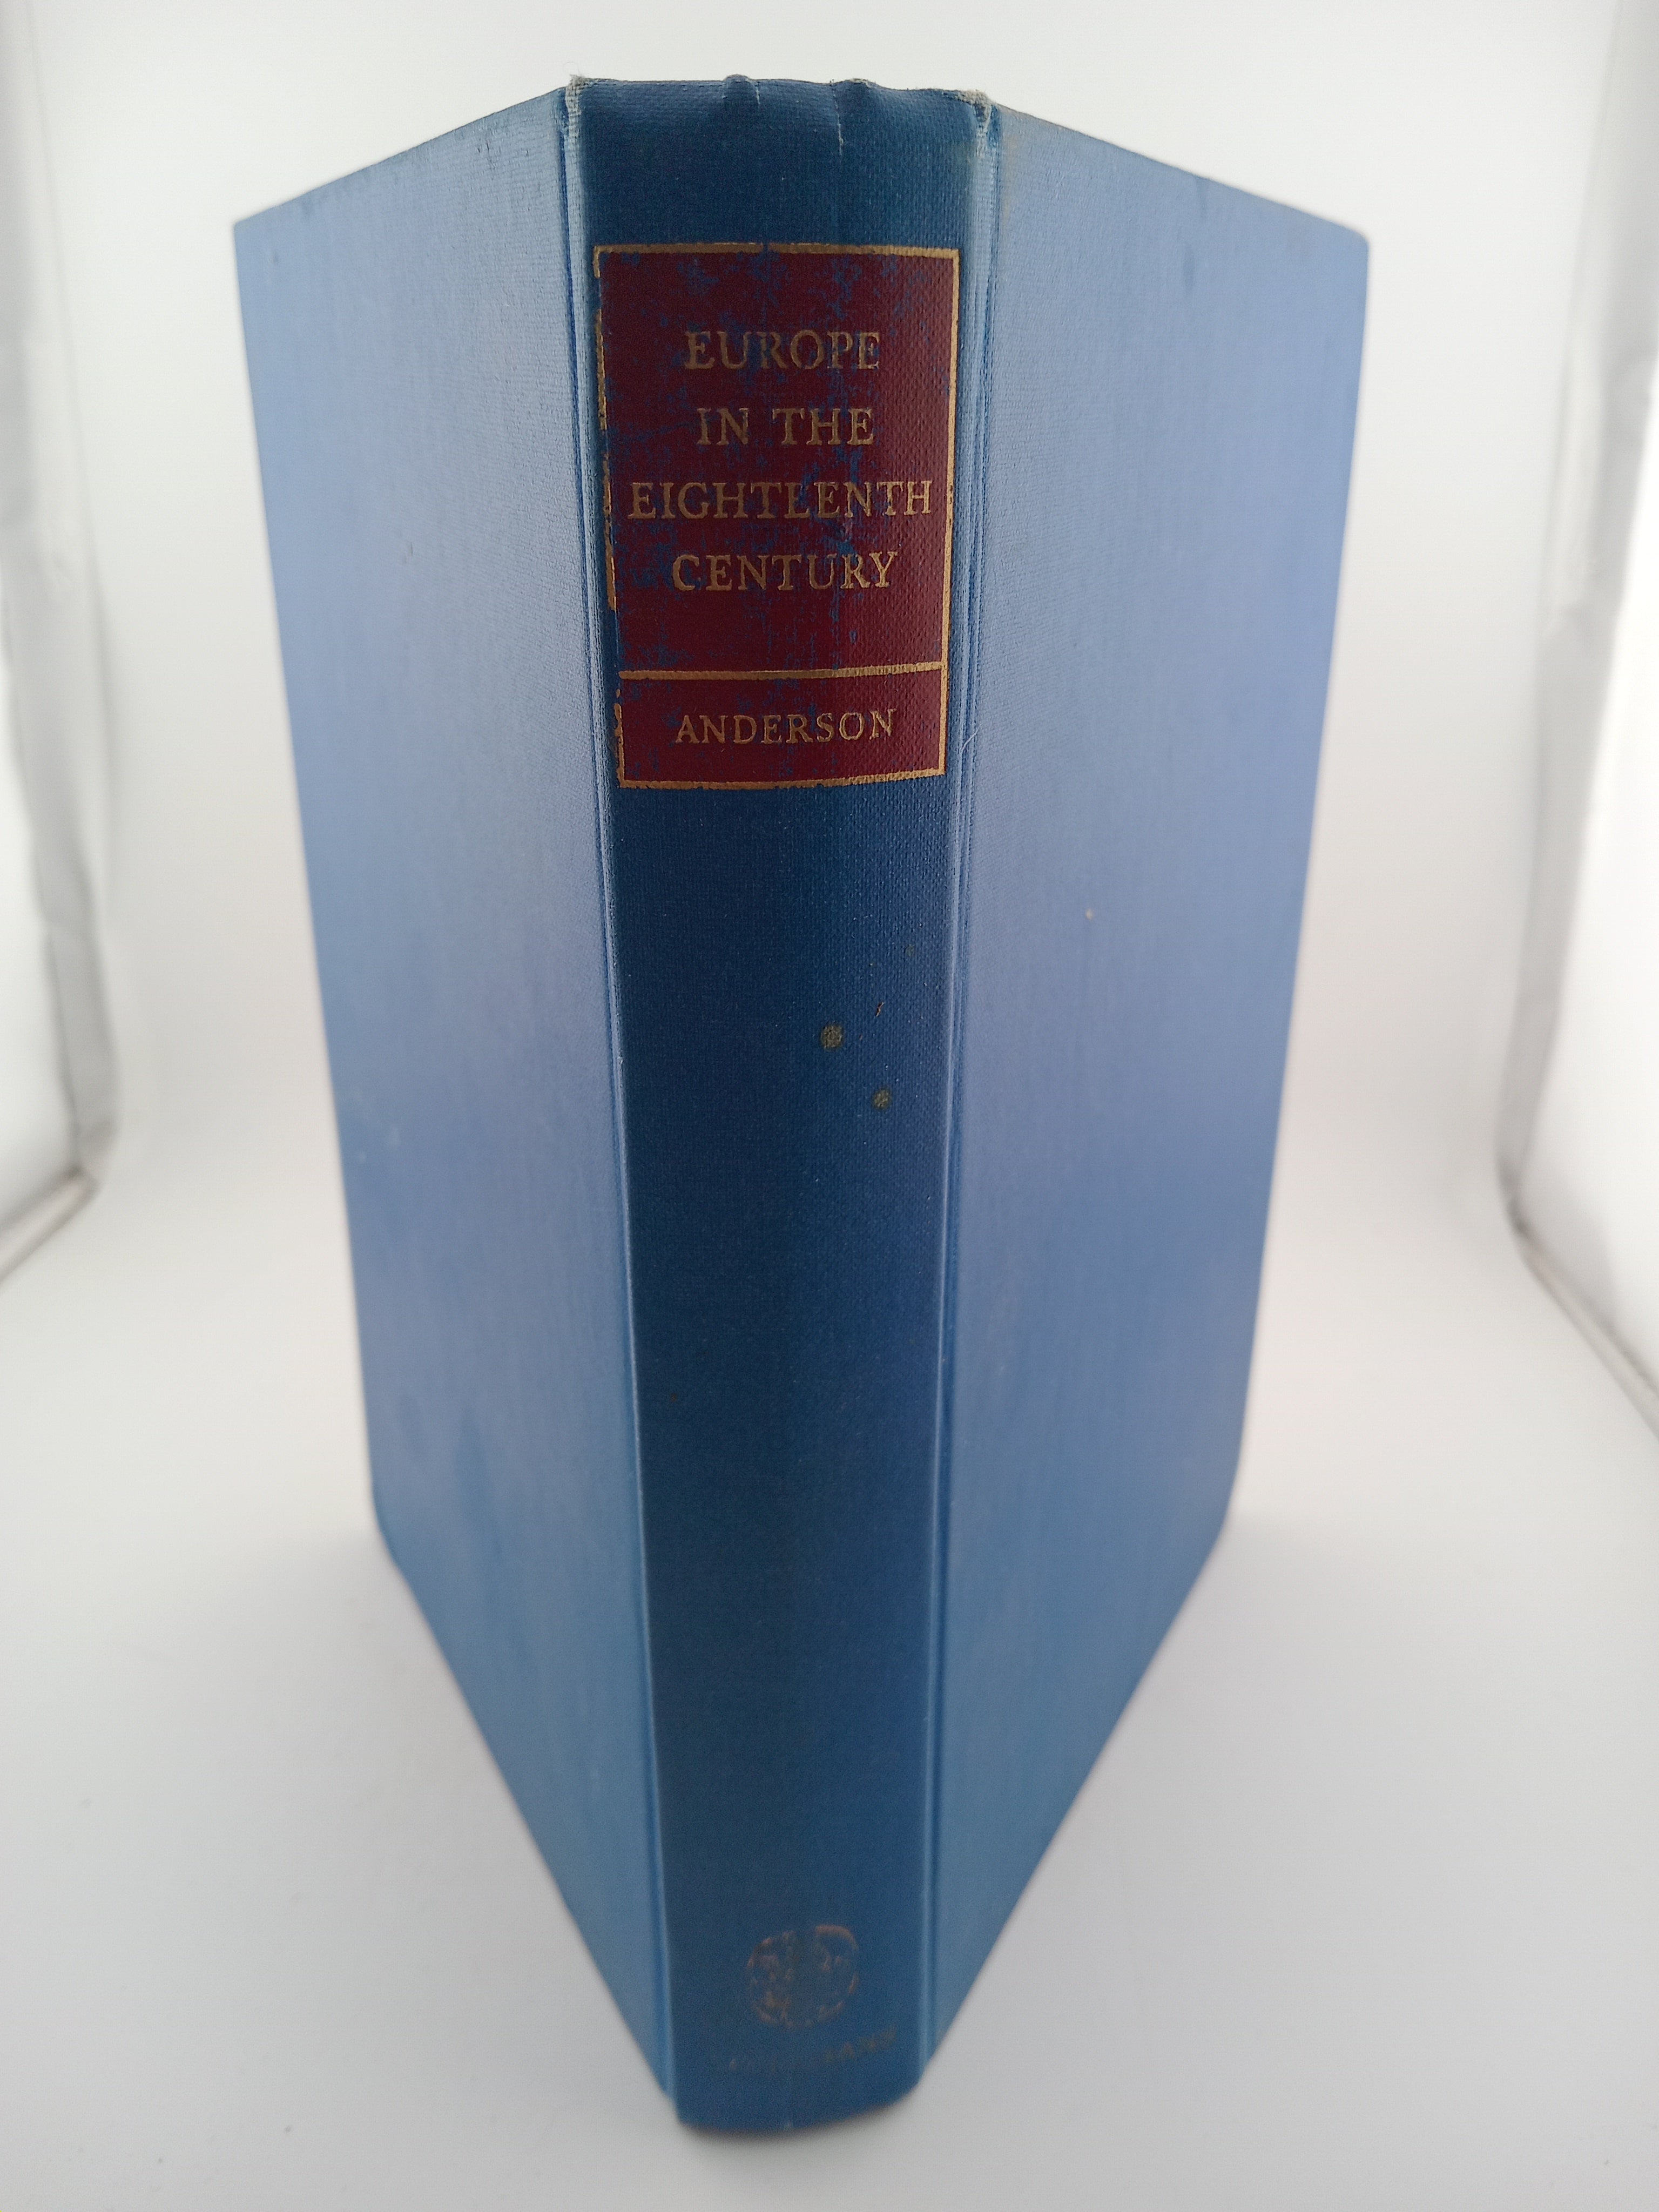 EUROPE
IN THE
EIGHTEENTH
CENTURY
ANDERSON